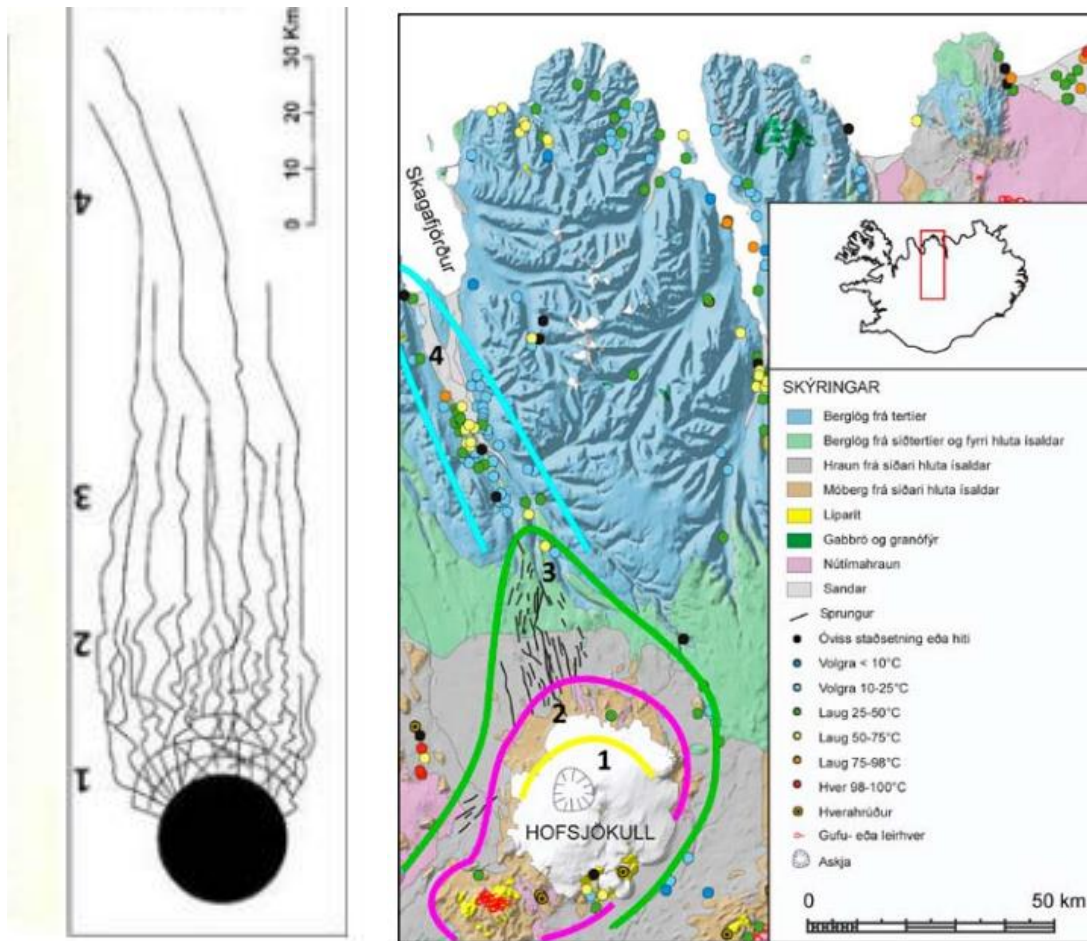 30 Km
20
10
0
4
3
2
1
Skagafjörður
4
3
2
1
HOFSJÖKULL
SKÝRINGAR
Berglög frá tertíer
Berglög frá síðtertíer og fyrri hluta ísaldar
Hraun frá síðari hluta ísaldar
Móberg frá síðari hluta ísaldar
Líparít
Gabbró og granófýr
Nútímahraun
Sandar
Sprungur
Óviss staðsetning eða hiti
Volgra < 10°C
Volgra 10-25°C
Laug 25-50°C
Laug 50-75°C
Laug 75-98°C
Hver 98-100°C
Hverahrúður
Gufu- eða leirhver
Askja
0 50 km